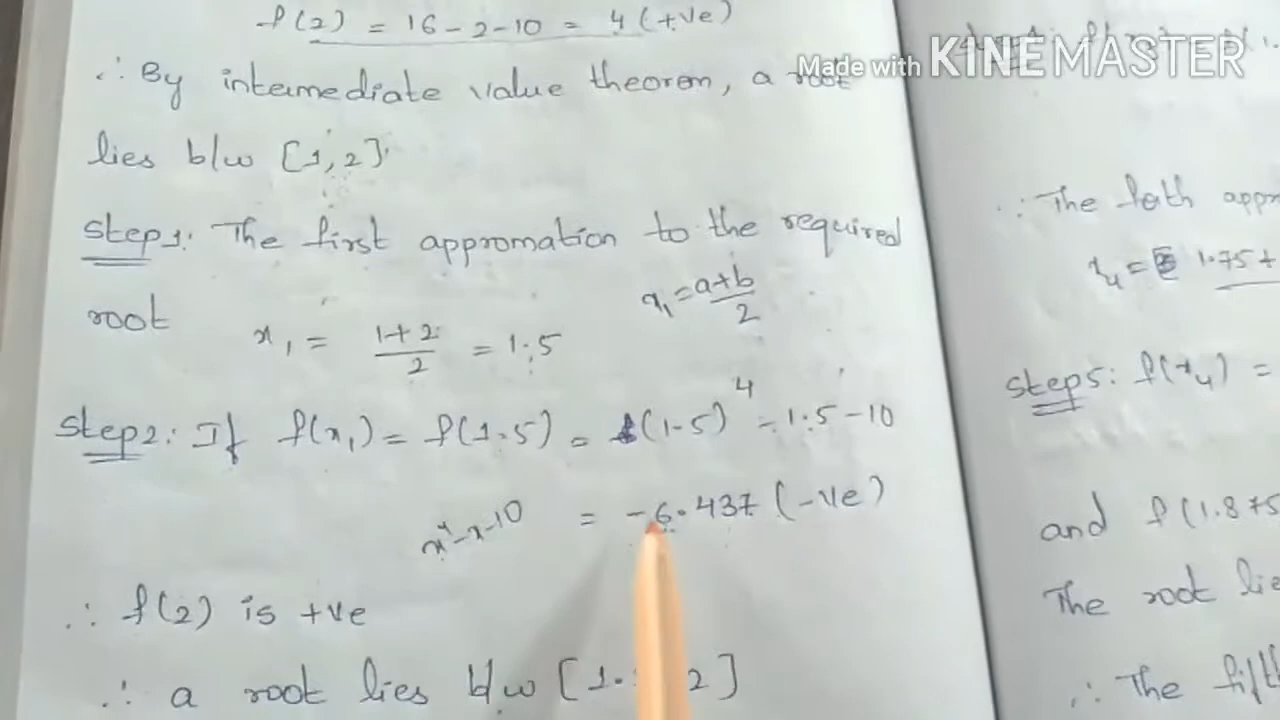 f(2) = 16-2-10 = 4 (+ve)
∴ By intermediate value theorem, a root
lies b/w [1,2]
Step1: The first appromation to the required
root x₁ = 1+2/2 = 1.5
x₁ = a+b/2
Step2: If f(x₁) = f(1.5) = (1.5)⁴ - 1.5 - 10
x⁴-x-10 = -6.437 (-ve)
∴ f(2) is +ve
∴ a root lies b/w [1. 2]
Made with KINEMASTER
∴ The
x₄ = 1.75+
Step5: f(x₄) =
and f(1.875
The root lie
∴ The